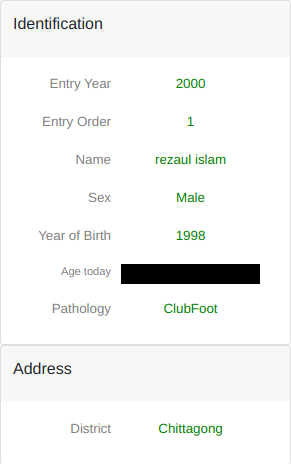 Identification
Entry Year 2000
Entry Order 1
Name rezaul islam
Sex Male
Year of Birth 1998
Age today
Pathology ClubFoot
Address
District Chittagong